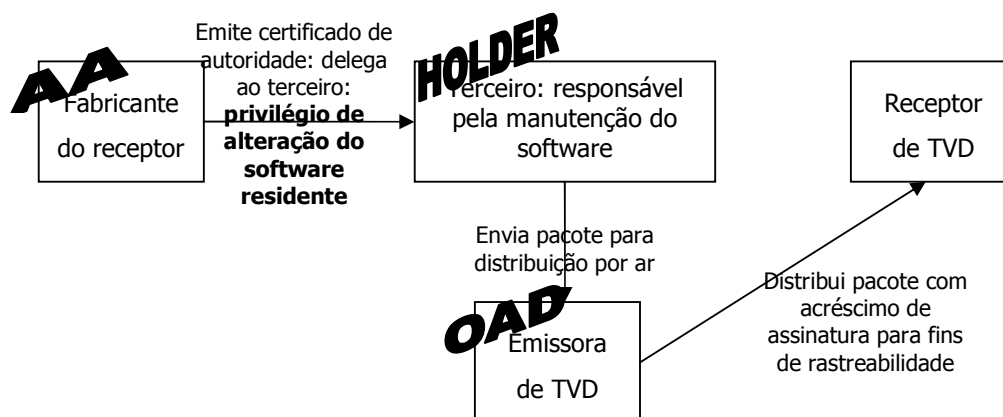 AA
Fabricante
do receptor
Emite certificado de
autoridade: delega
ao terceiro:
privilégio de
alteração do
software
residente
HOLDER
Terceiro: responsável
pela manutenção do
software
Receptor
de TVD
Envia pacote para
distribuição por ar
OAD
Emissora
de TVD
Distribui pacote com
acréscimo de
assinatura para fins
de rastreabilidade